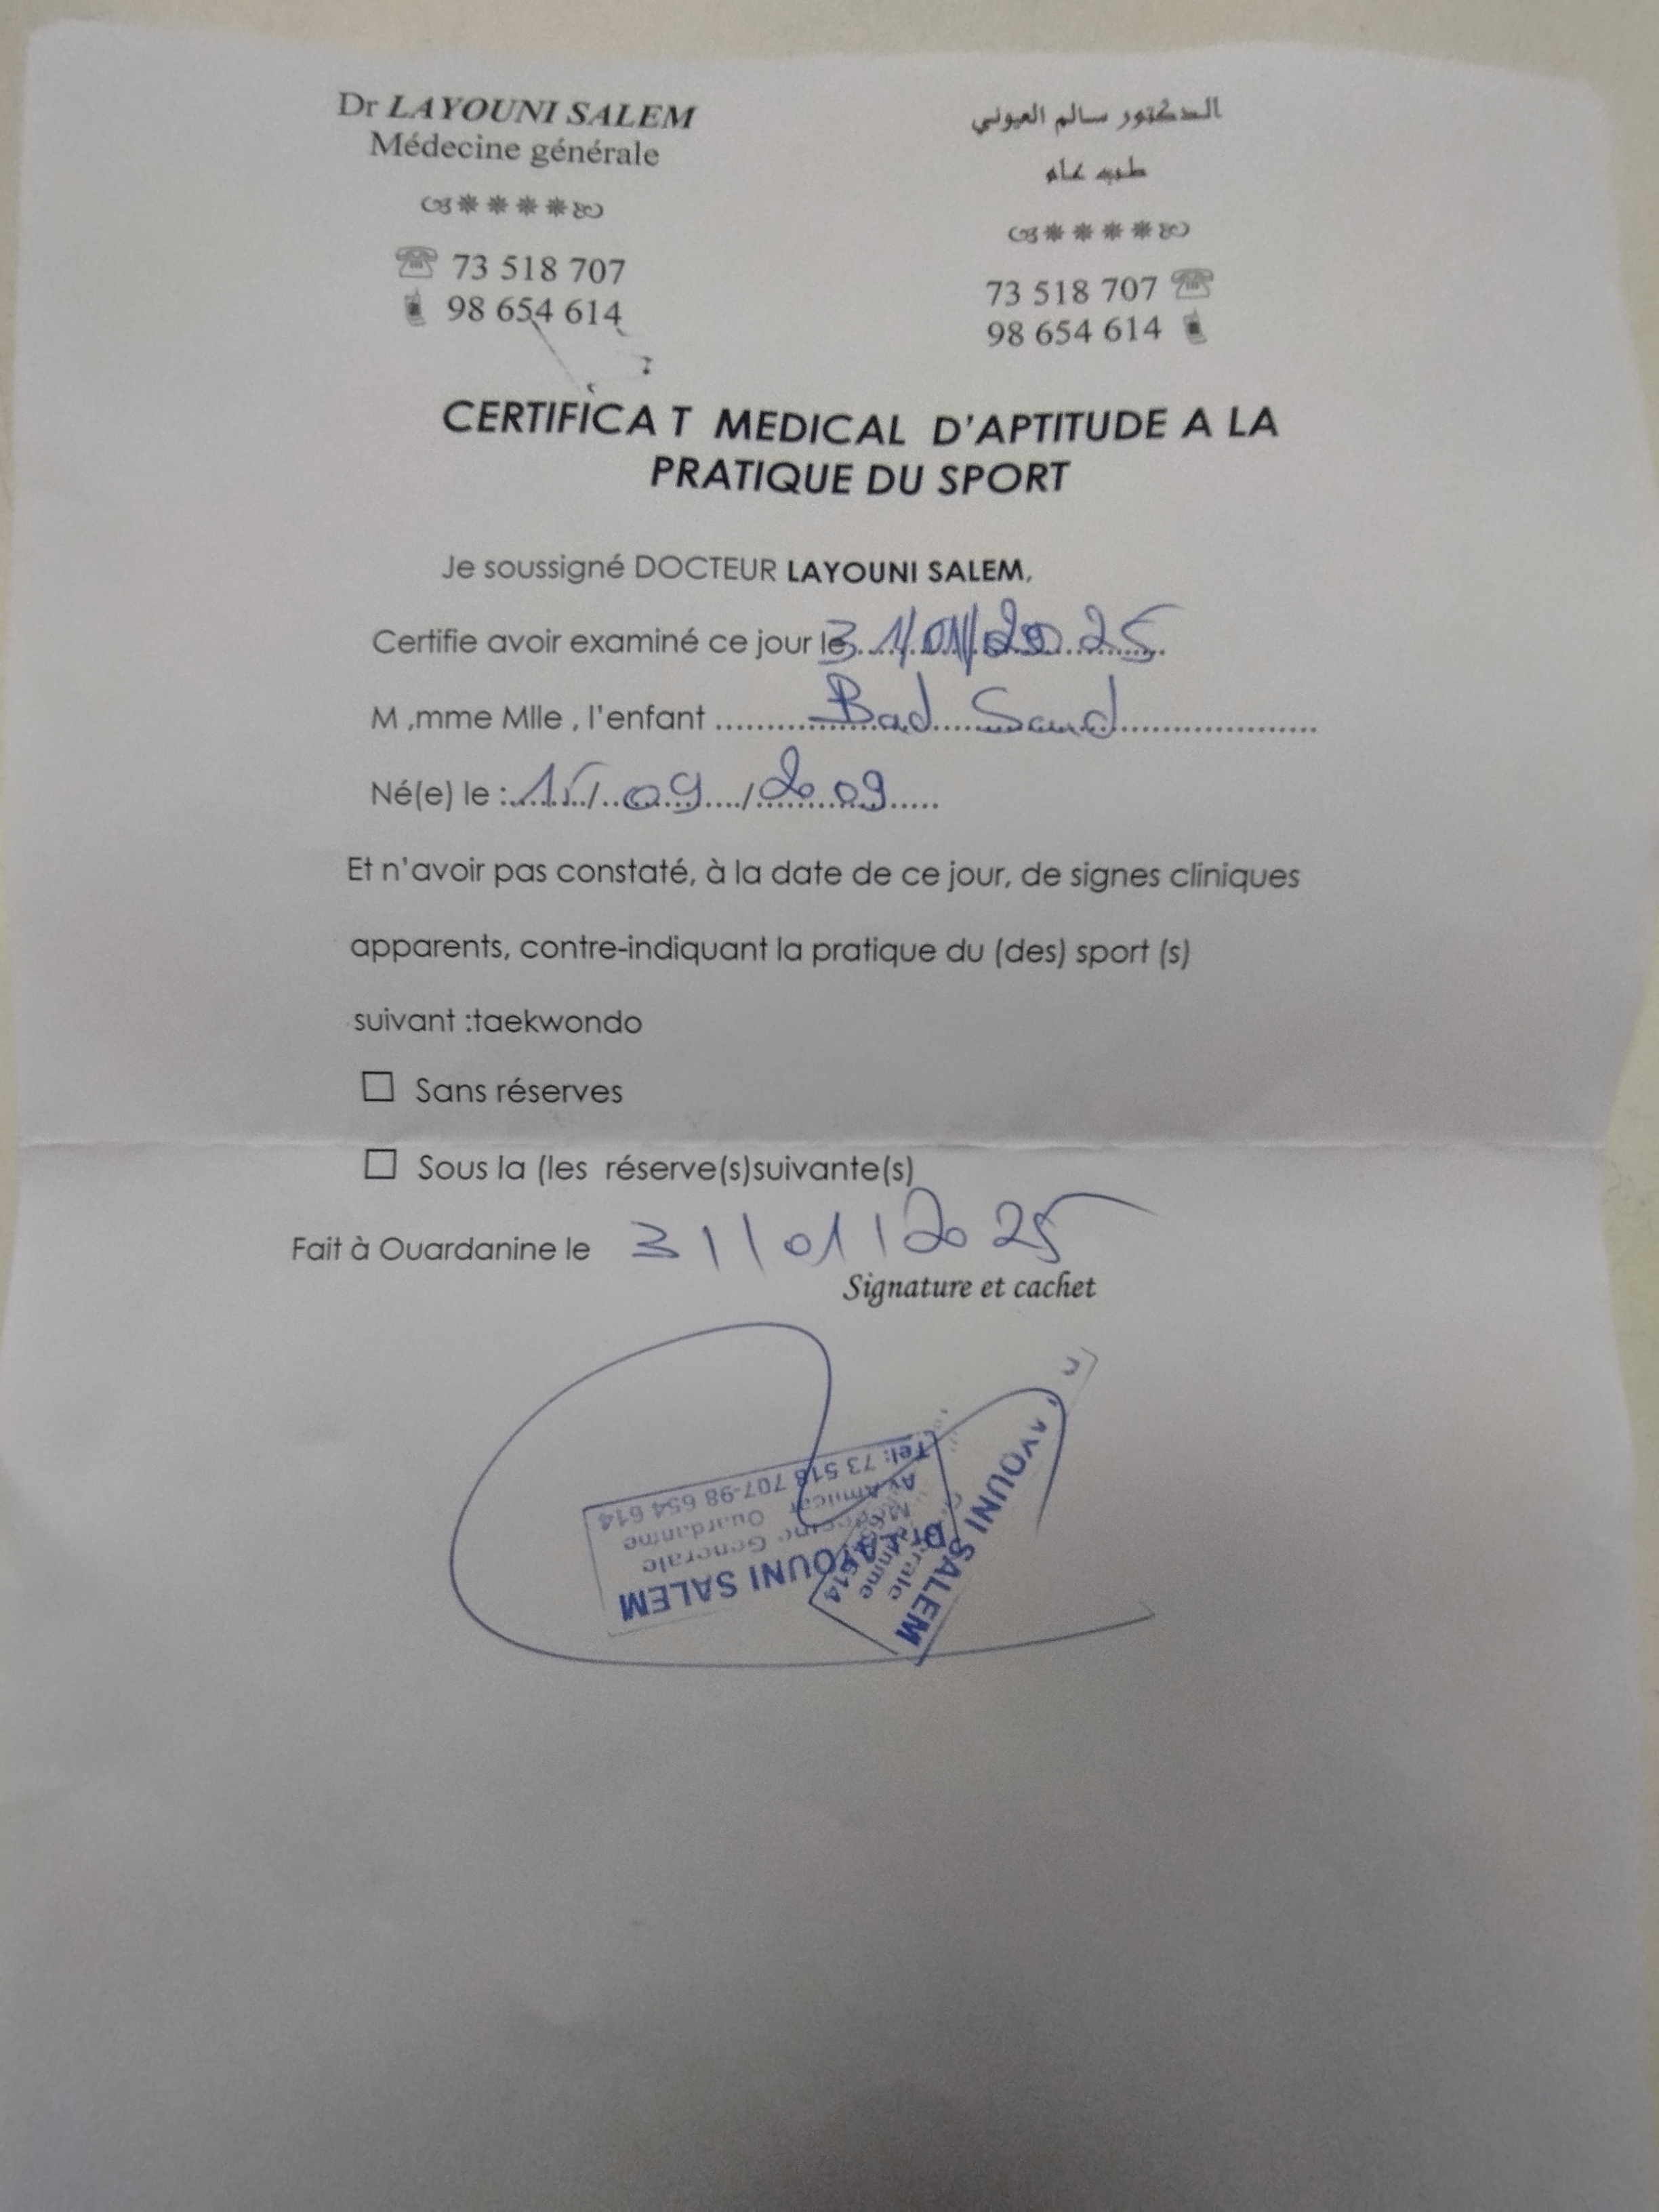 Dr LAYOUNI SALEM
Médecine générale
73 518 707
98 654 614
الدكتور سالم العيوني
طب عام
73 518 707
98 654 614
CERTIFICA T MEDICAL D'APTITUDE A LA
PRATIQUE DU SPORT
Je soussigné DOCTEUR LAYOUNI SALEM,
Certifie avoir examiné ce jour le 31/01/2025
M ,mme Mlle , l'enfant .......... Bad Saad ..........
Né(e) le : 15 / 09 / 2009
Et n'avoir pas constaté, à la date de ce jour, de signes cliniques
apparents, contre-indiquant la pratique du (des) sport (s)
suivant :taekwondo
☐ Sans réserves
☐ Sous la (les réserve(s)suivante(s)
Fait à Ouardanine le 31/01/2025
Signature et cachet
Dr LAYOUNI SALEM
Médecine Generale
Ouardanine
Tel: 73 518 707-98 654 614
YOUNI SALEM